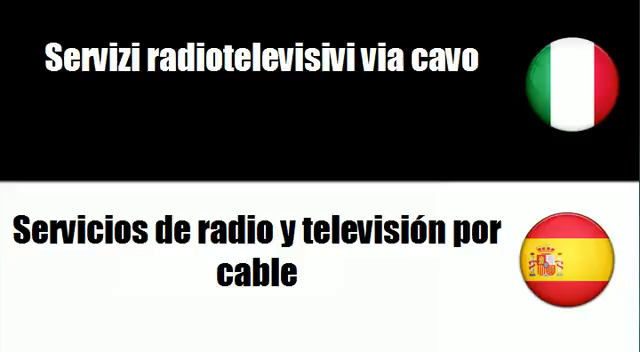 Servizi radiotelevisivi via cavo
Servicios de radio y televisión por
cable